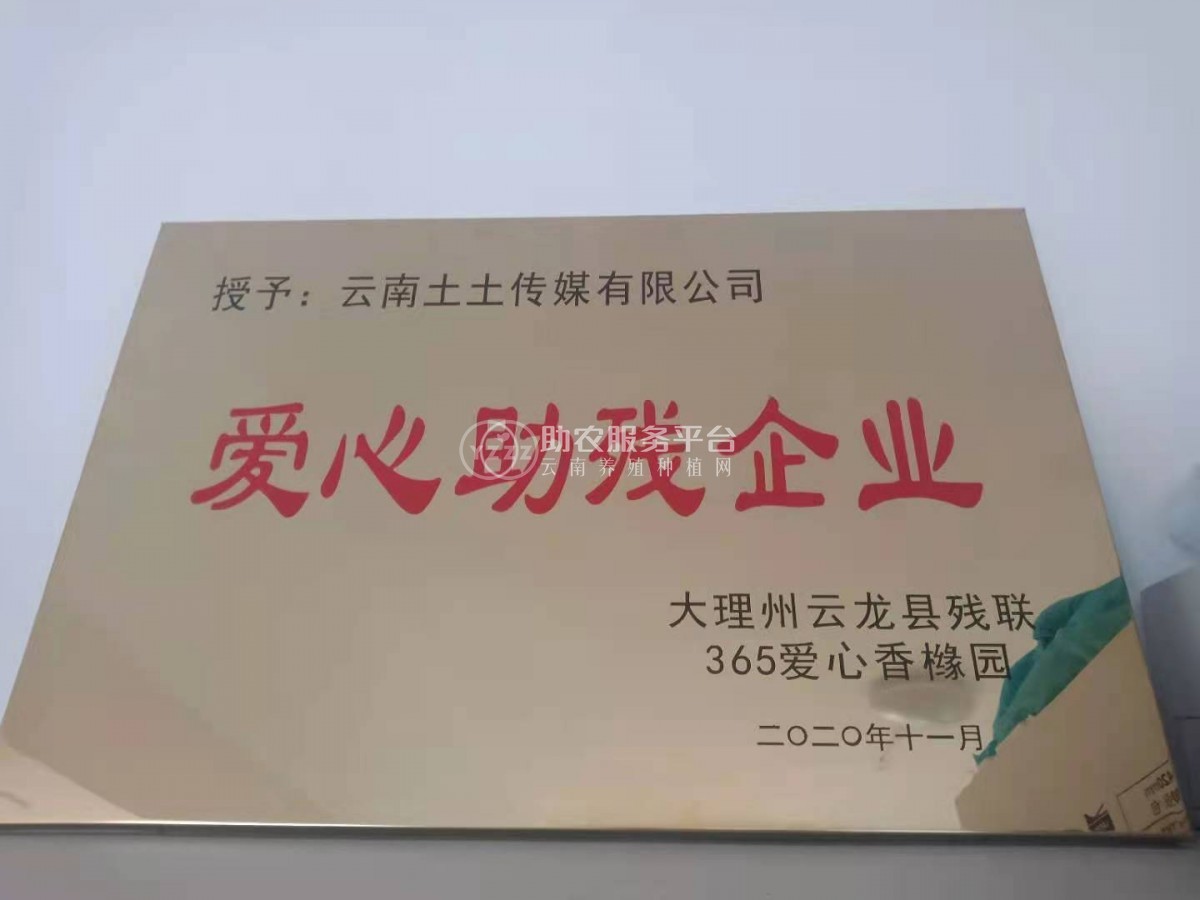 授予：云南土土传媒有限公司
爱心助残企业
YZZZ
助农服务平台
云南养殖种植网
大理州云龙县残联
365爱心香橼园
二〇二〇年十一月